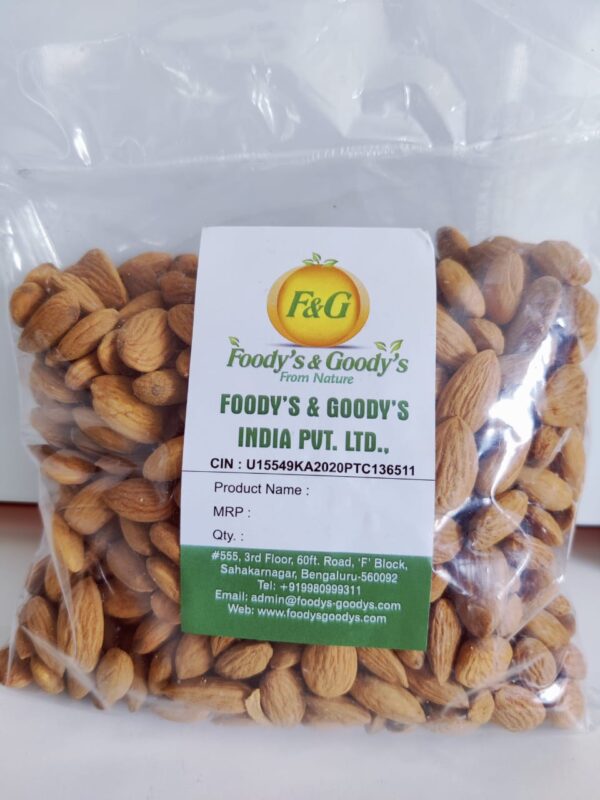 F&G
Foody's & Goody's
From Nature
FOODY'S & GOODY'S
INDIA PVT. LTD.,
CIN : U15549KA2020PTC136511
Product Name :
MRP :
Qty. :
#555, 3rd Floor, 60ft. Road, 'F' Block,
Sahakarnagar, Bengaluru-560092
Tel: +919980999311
Email: admin@foodys-goodys.com
Web: www.foodysgoodys.com